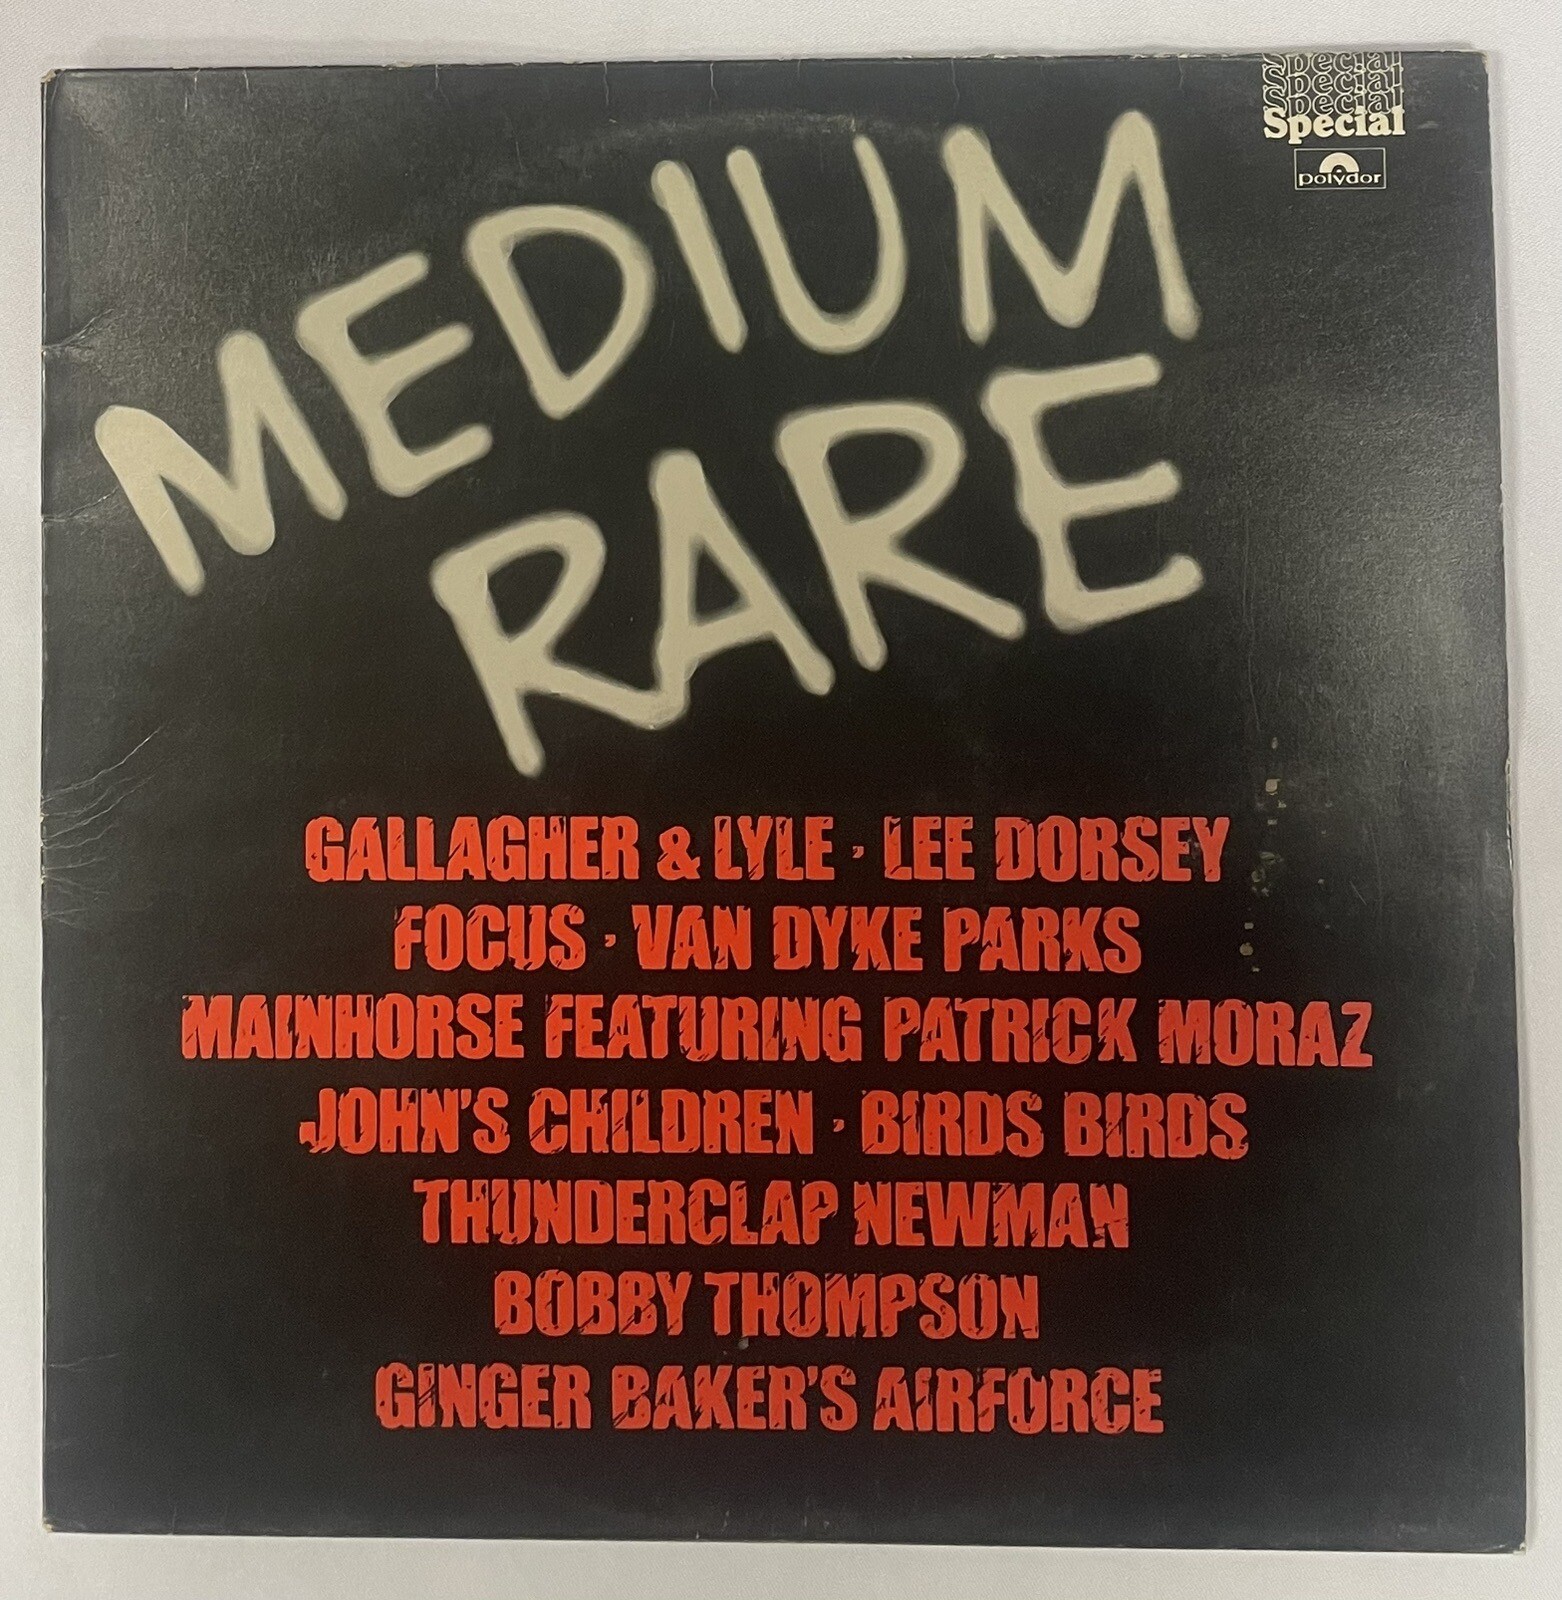 Special
Special
Special
Special
polydor
MEDIUM
RARE
GALLAGHER & LYLE · LEE DORSEY
FOCUS · VAN DYKE PARKS
MAINHORSE FEATURING PATRICK MORAZ
JOHN'S CHILDREN · BIRDS BIRDS
THUNDERCLAP NEWMAN
BOBBY THOMPSON
GINGER BAKER'S AIRFORCE